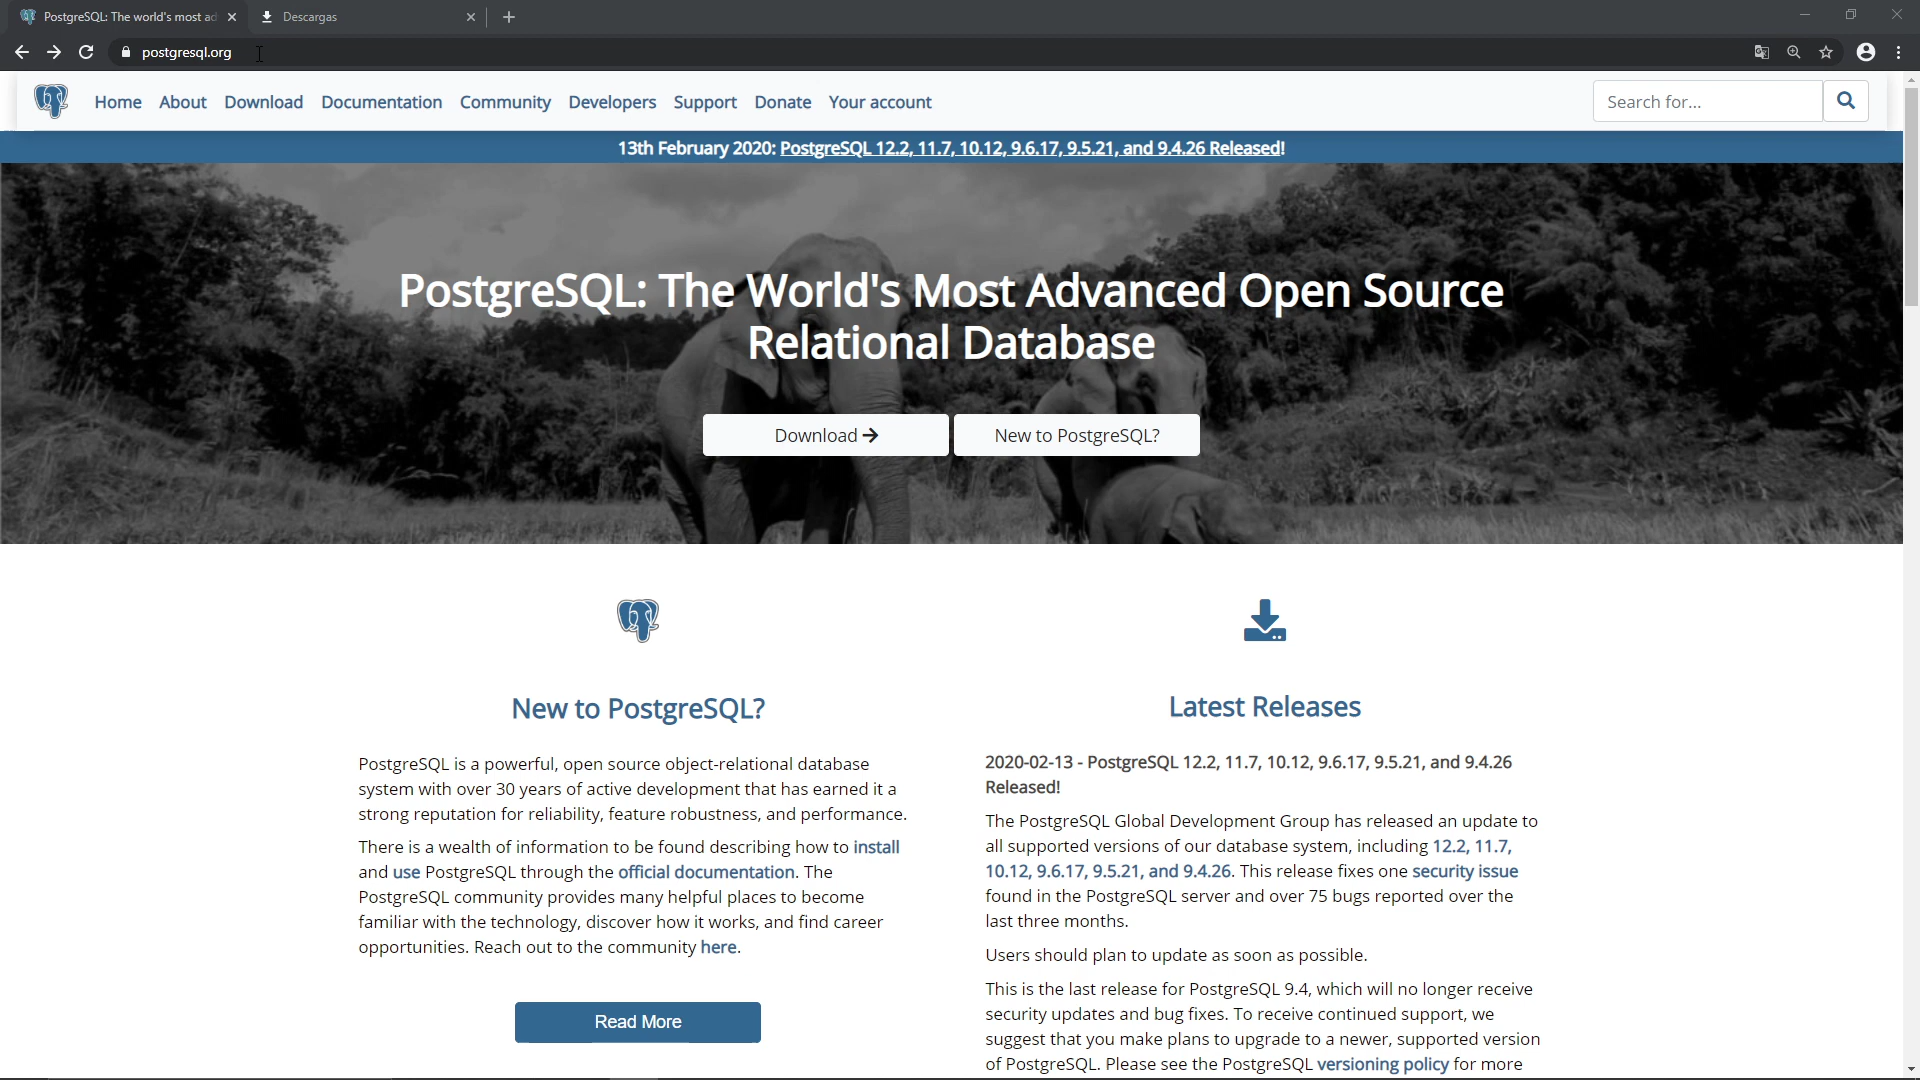 PostgreSQL: The world's most ad
Descargas
postgresql.org
Home About Download Documentation Community Developers Support Donate Your account
Search for...
13th February 2020: PostgreSQL 12.2, 11.7, 10.12, 9.6.17, 9.5.21, and 9.4.26 Released!
PostgreSQL: The World's Most Advanced Open Source
Relational Database
Download
New to PostgreSQL?
New to PostgreSQL?
PostgreSQL is a powerful, open source object-relational database
system with over 30 years of active development that has earned it a
strong reputation for reliability, feature robustness, and performance.
There is a wealth of information to be found describing how to install
and use PostgreSQL through the official documentation. The
PostgreSQL community provides many helpful places to become
familiar with the technology, discover how it works, and find career
opportunities. Reach out to the community here.
Read More
Latest Releases
2020-02-13 - PostgreSQL 12.2, 11.7, 10.12, 9.6.17, 9.5.21, and 9.4.26
Released!
The PostgreSQL Global Development Group has released an update to
all supported versions of our database system, including 12.2, 11.7,
10.12, 9.6.17, 9.5.21, and 9.4.26. This release fixes one security issue
found in the PostgreSQL server and over 75 bugs reported over the
last three months.
Users should plan to update as soon as possible.
This is the last release for PostgreSQL 9.4, which will no longer receive
security updates and bug fixes. To receive continued support, we
suggest that you make plans to upgrade to a newer, supported version
of PostgreSQL. Please see the PostgreSQL versioning policy for more